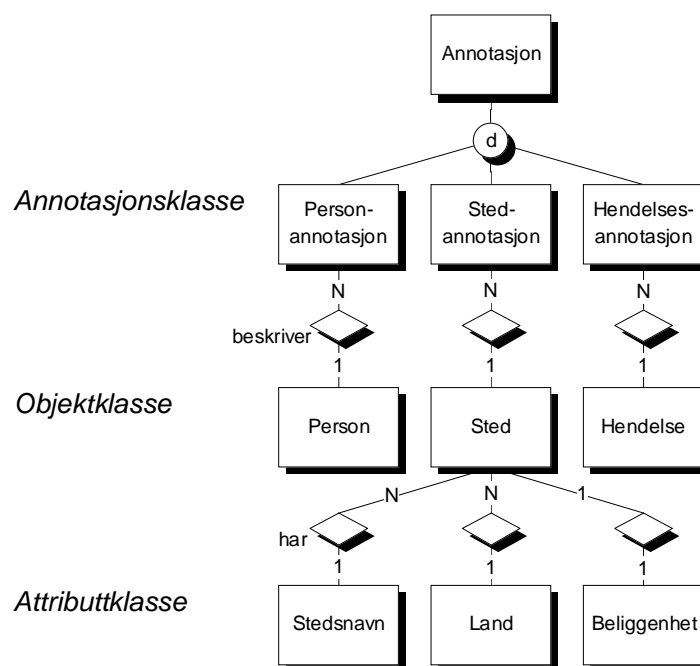 Annotasjon
d
Annotasjonsklasse
Person-
annotasjon
Sted-
annotasjon
Hendelses-
annotasjon
N
N
N
beskriver
1
1
1
Objektklasse
Person
Sted
Hendelse
N
N
1
har
1
1
1
Attributtklasse
Stedsnavn
Land
Beliggenhet